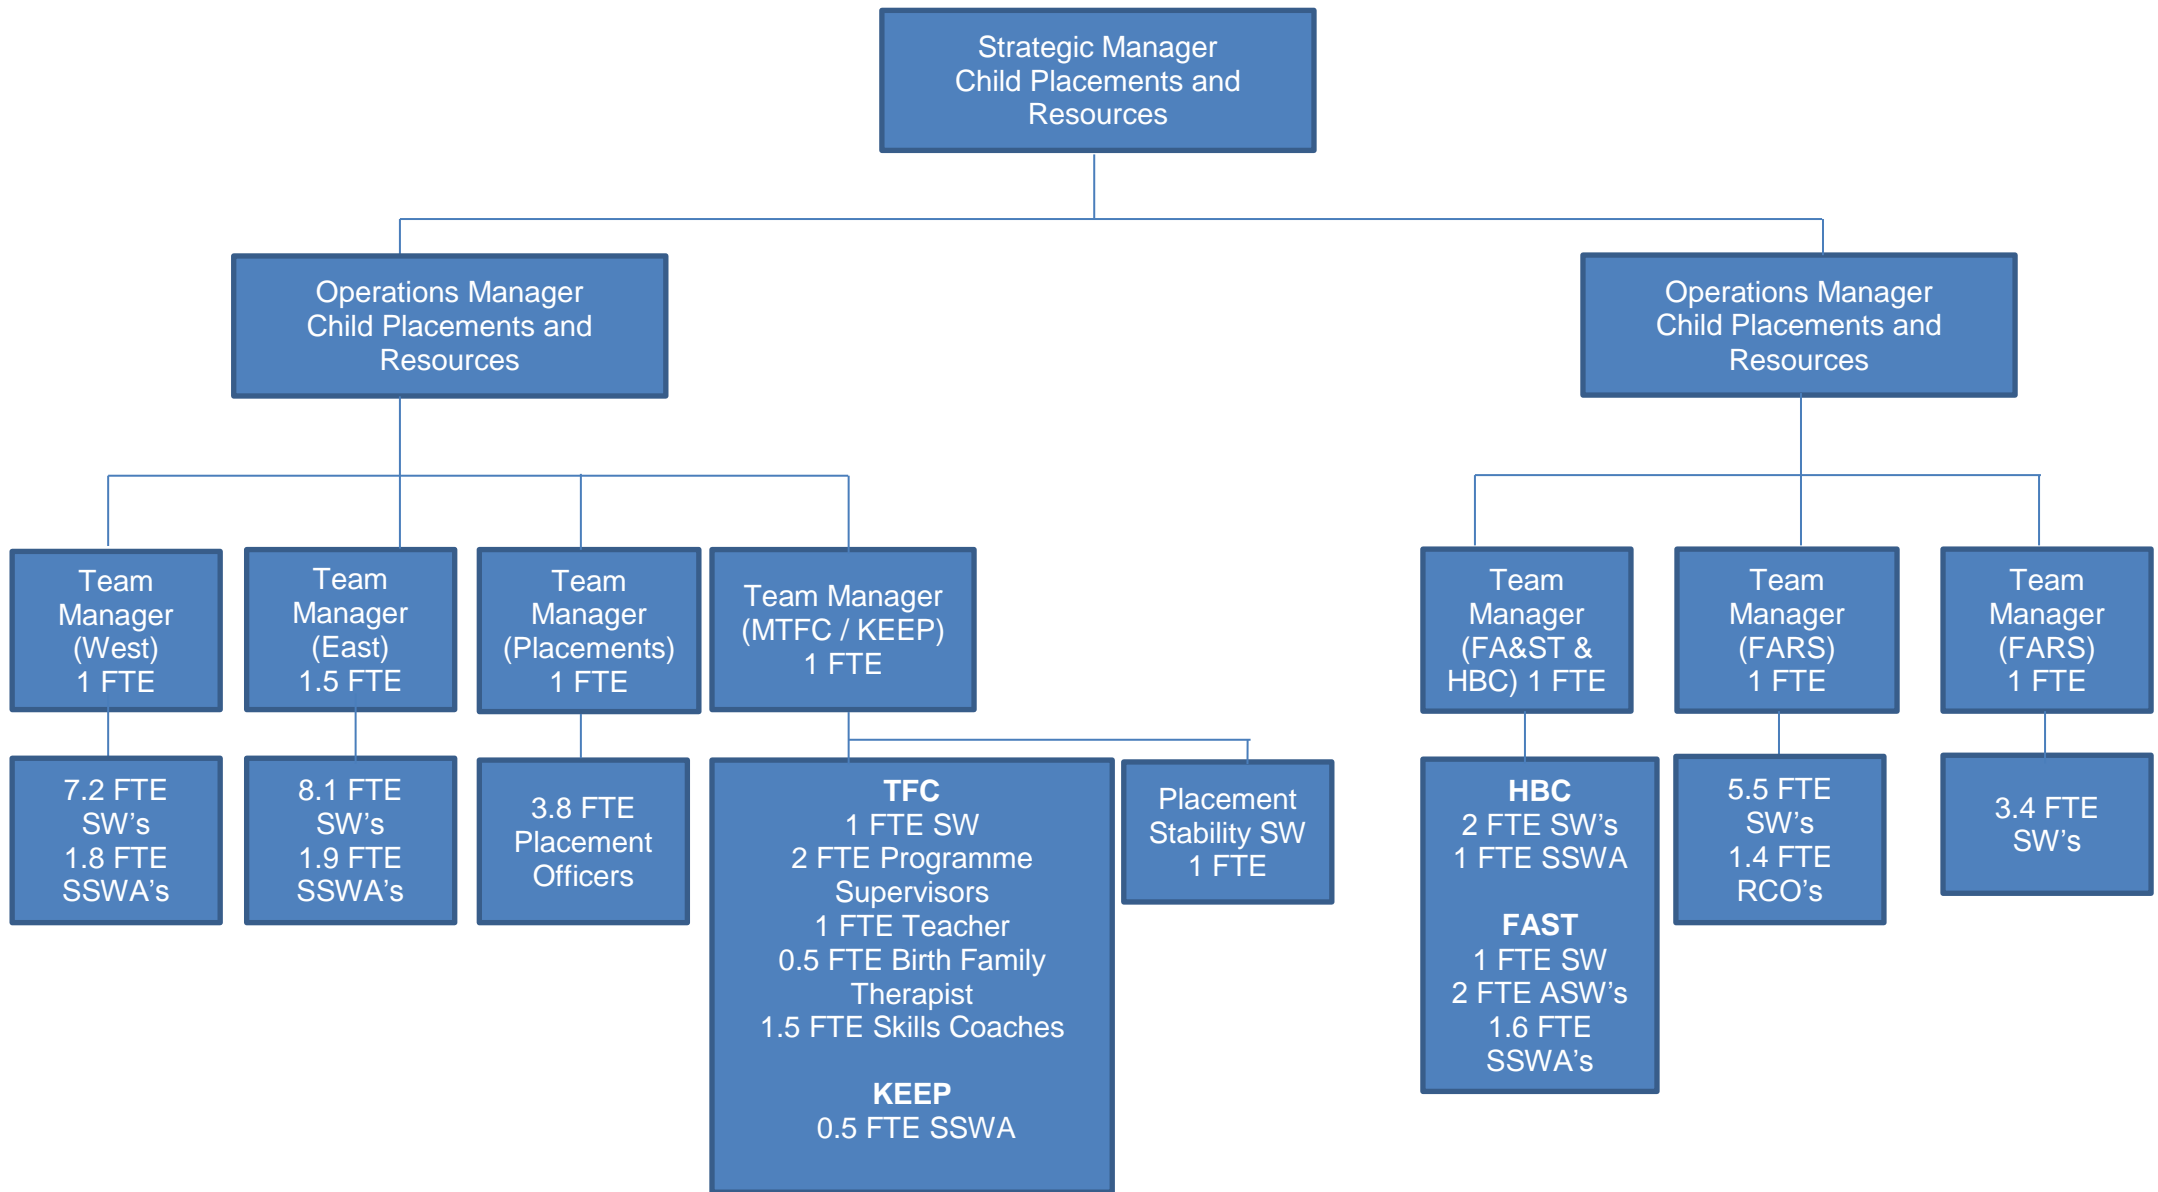 Strategic Manager
Child Placements and
Resources
Operations Manager
Child Placements and
Resources
Operations Manager
Child Placements and
Resources
Team
Manager
(West)
1 FTE
Team
Manager
(East)
1.5 FTE
Team
Manager
(Placements)
1 FTE
Team Manager
(MTFC / KEEP)
1 FTE
Team
Manager
(FA&ST &
HBC) 1 FTE
Team
Manager
(FARS)
1 FTE
Team
Manager
(FARS)
1 FTE
7.2 FTE
SW’s
1.8 FTE
SSWA’s
8.1 FTE
SW’s
1.9 FTE
SSWA’s
3.8 FTE
Placement
Officers
TFC
1 FTE SW
2 FTE Programme
Supervisors
1 FTE Teacher
0.5 FTE Birth Family
Therapist
1.5 FTE Skills Coaches
KEEP
0.5 FTE SSWA
Placement
Stability SW
1 FTE
HBC
2 FTE SW’s
1 FTE SSWA
FAST
1 FTE SW
2 FTE ASW’s
1.6 FTE
SSWA’s
5.5 FTE
SW’s
1.4 FTE
RCO’s
3.4 FTE
SW’s